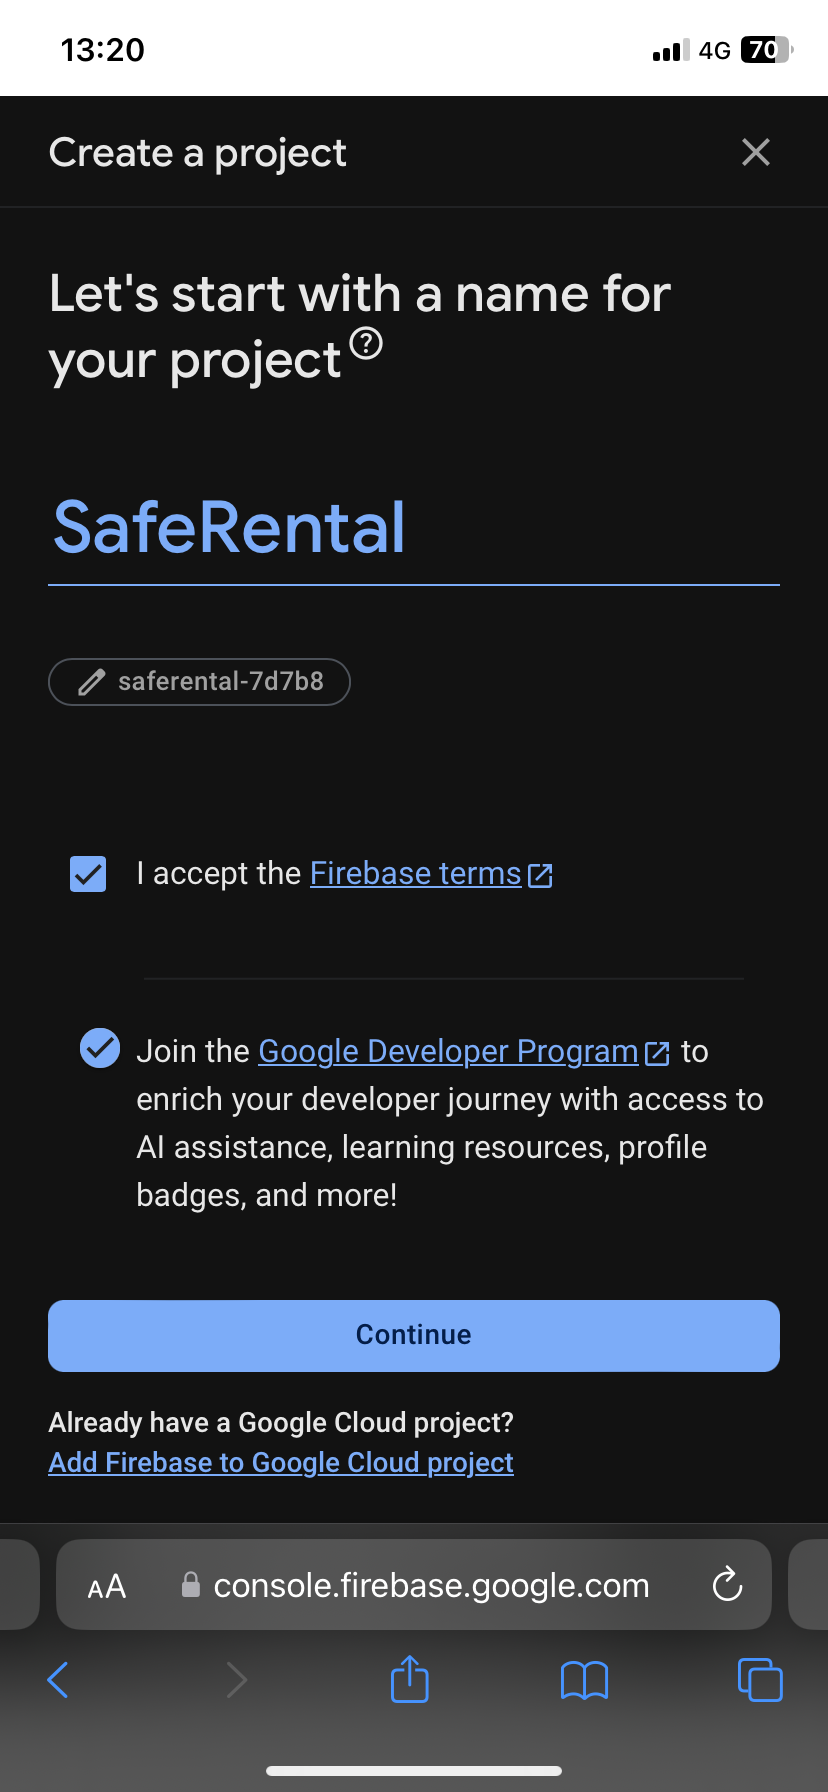 13:20
4G 70
Create a project
Let's start with a name for
your project
SafeRental
saferental-7d7b8
I accept the Firebase terms
Join the Google Developer Program to
enrich your developer journey with access to
AI assistance, learning resources, profile
badges, and more!
Continue
Already have a Google Cloud project?
Add Firebase to Google Cloud project
AA console.firebase.google.com